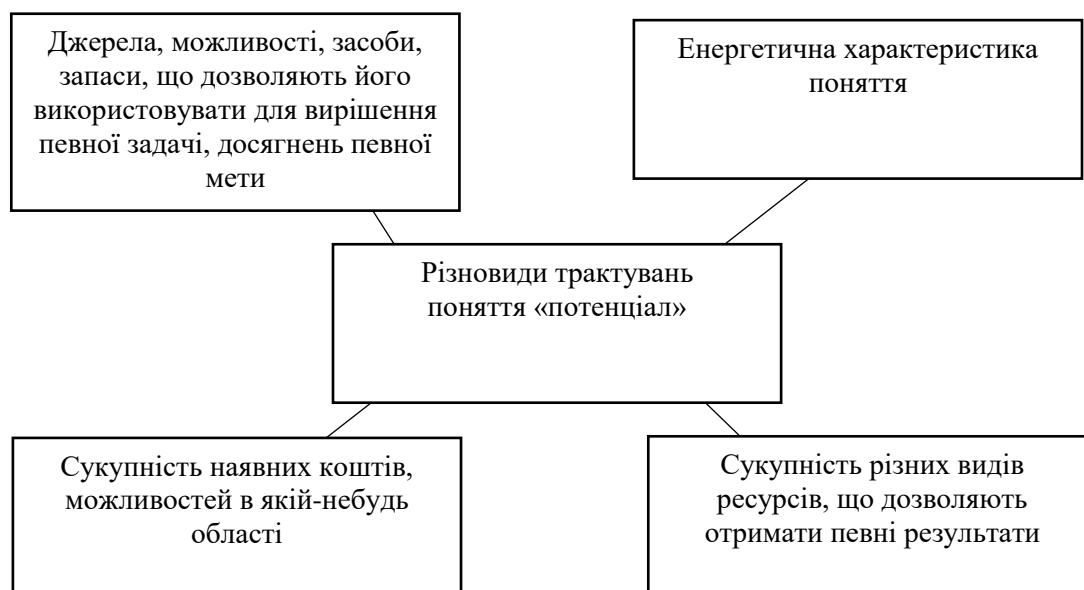 Джерела, можливості, засоби,
запаси, що дозволяють його
використовувати для вирішення
певної задачі, досягнень певної
мети
Енергетична характеристика
поняття
Різновиди трактувань
поняття «потенціал»
Сукупність наявних коштів,
можливостей в якій-небудь
області
Сукупність різних видів
ресурсів, що дозволяють
отримати певні результати